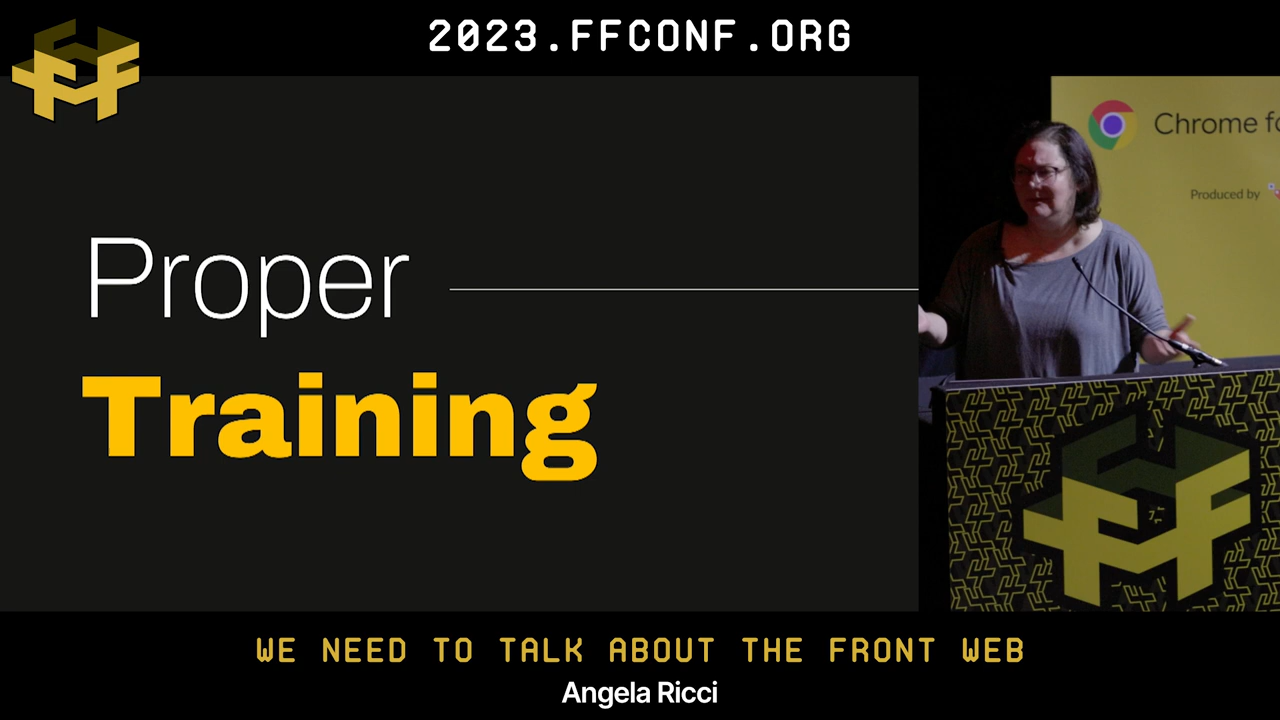 2023.FFCONF.ORG
Proper
Training
Chrome fo
Produced by
WE NEED TO TALK ABOUT THE FRONT WEB
Angela Ricci